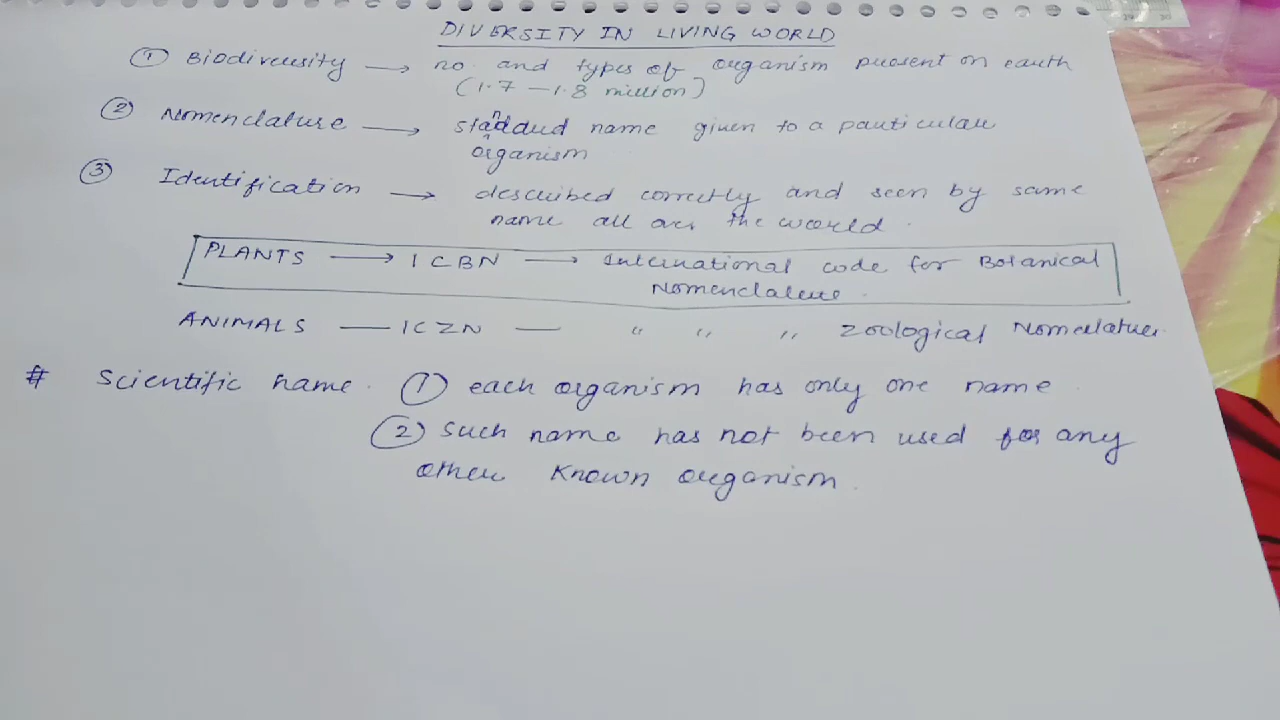 DIVERSITY IN LIVING WORLD
① Biodiversity → no. and types of organism present on earth
(1.7 – 1.8 million)
② Nomenclature → standard name given to a particular
organism
③ Identification → described correctly and seen by same
name all over the world.
PLANTS → ICBN → International code for Botanical
Nomenclature.
ANIMALS — ICZN — " " " Zoological Nomenclature.
# Scientific name. ① each organism has only one name.
② such name has not been used for any
other known organism.